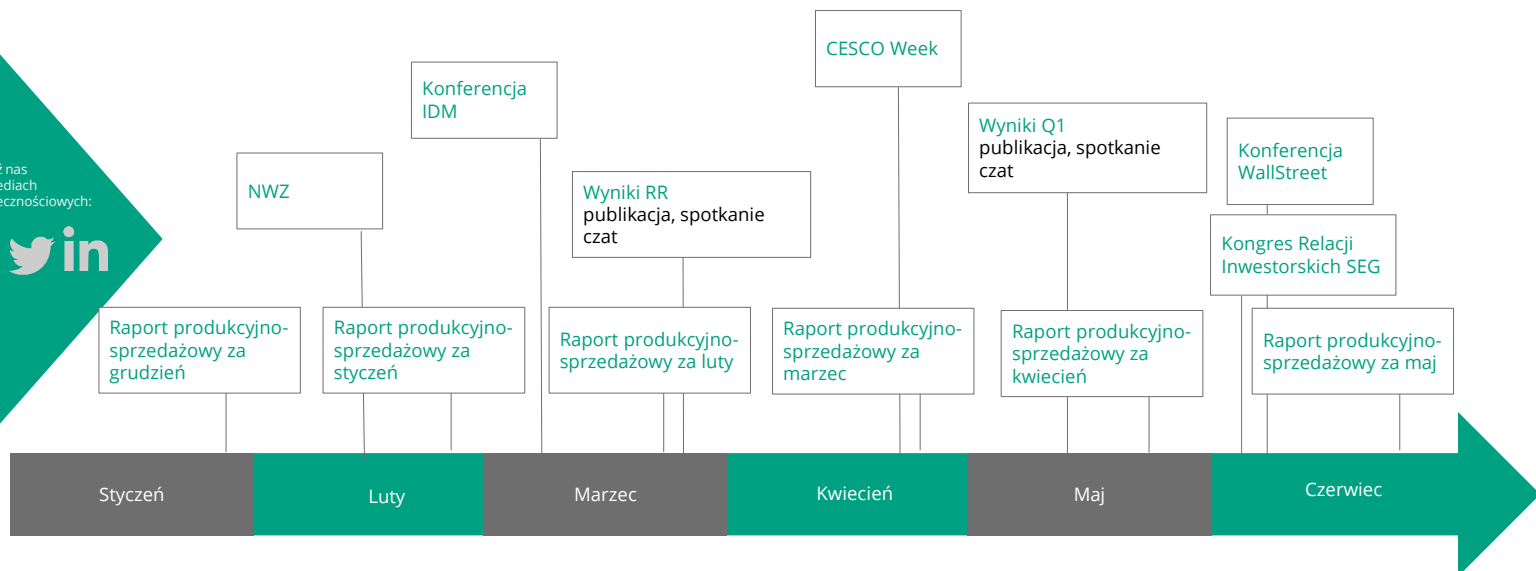 CESCO Week
Konferencja
IDM
Wyniki Q1
publikacja, spotkanie
czat
Konferencja
WallStreet
NWZ
Wyniki RR
publikacja, spotkanie
czat
nas
Kongres Relacji
Inwestorskich SEG
in
Raport produkcyjno-
sprzedażowy za
grudzień
Raport produkcyjno-
sprzedażowy za
styczeń
Raport produkcyjno-
sprzedażowy za luty
Raport produkcyjno-
sprzedażowy za
marzec
Raport produkcyjno-
sprzedażowy za
kwiecień
Raport produkcyjno-
sprzedażowy za maj
Styczeń
Luty
Marzec
Kwiecień
Maj
Czerwiec